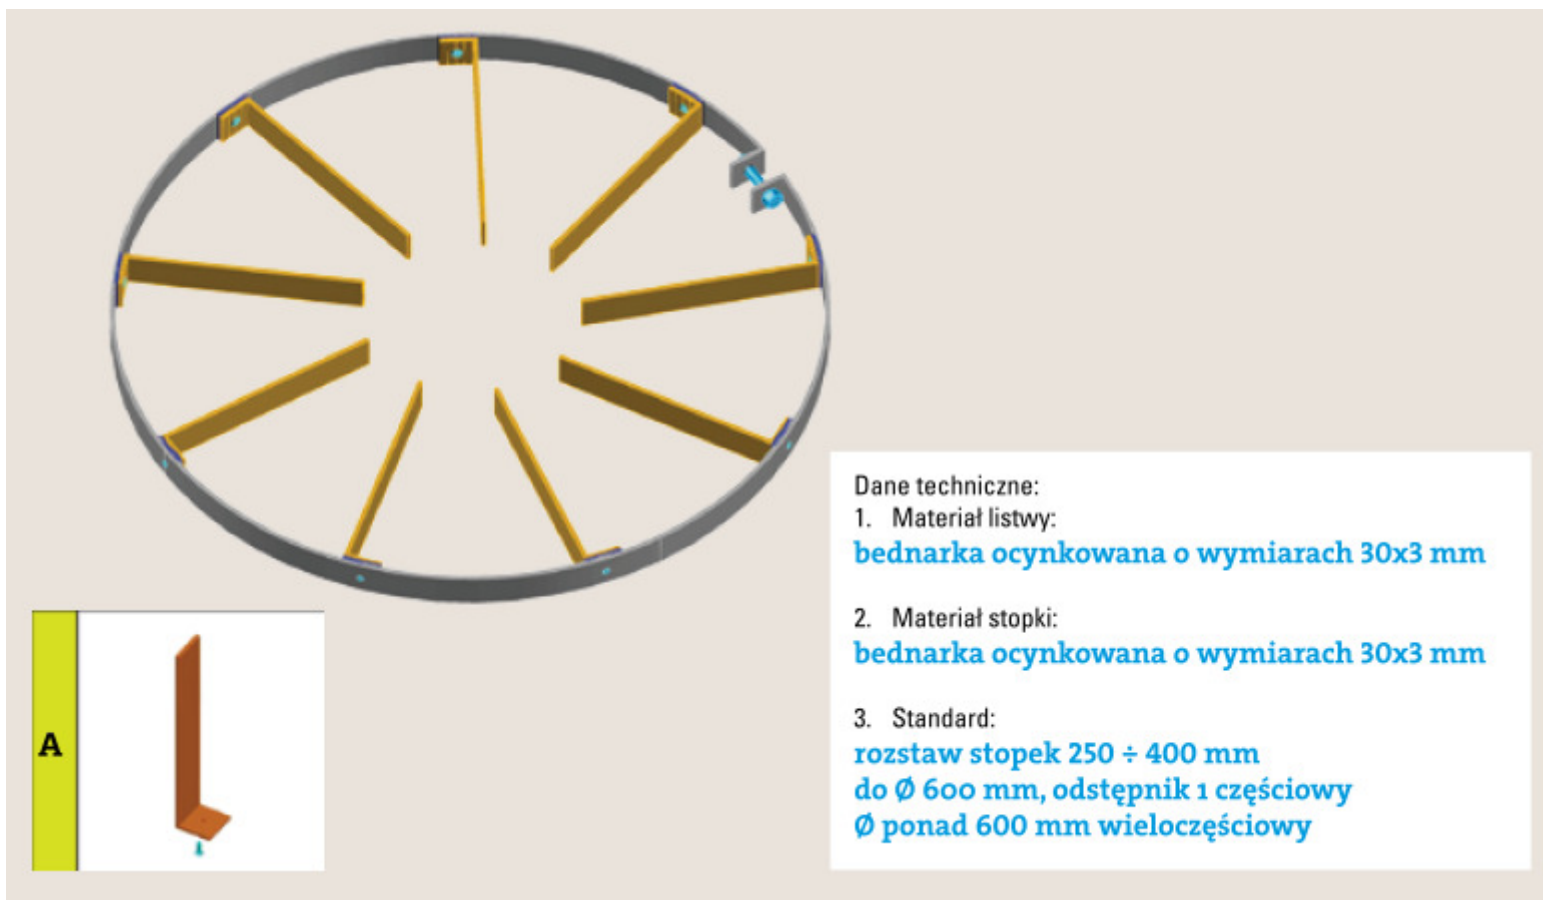 A
Dane techniczne:
1. Materiał listwy:
bednarka ocynkowana o wymiarach 30x3 mm
2. Materiał stopki:
bednarka ocynkowana o wymiarach 30x3 mm
3. Standard:
rozstaw stopek 250 ÷ 400 mm
do Ø 600 mm, odstępnik 1 częściowy
Ø ponad 600 mm wieloczęściowy